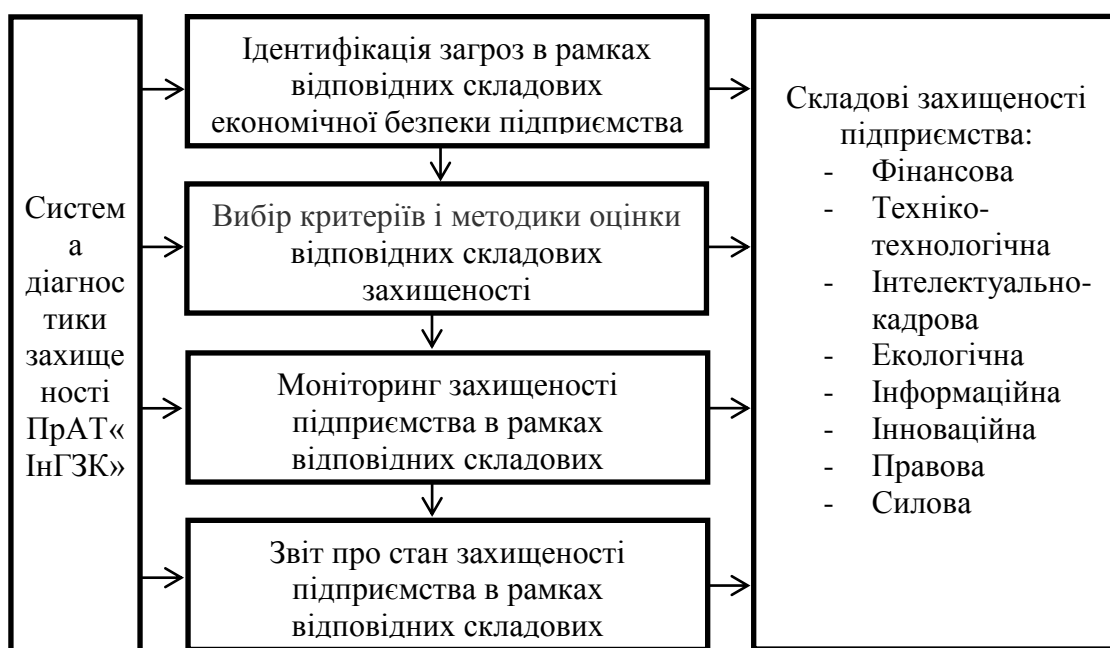 Систем
а
діагнос
тики
захище
ності
ПрАТ«
ІнГЗК»
Ідентифікація загроз в рамках
відповідних складових
економічної безпеки підприємства
Вибір критеріїв і методики оцінки
відповідних складових
захищеності
Моніторинг захищеності
підприємства в рамках
відповідних складових
Звіт про стан захищеності
підприємства в рамках
відповідних складових
Складові захищеності
підприємства:
- Фінансова
- Техніко-
технологічна
- Інтелектуально-
кадрова
- Екологічна
- Інформаційна
- Інноваційна
- Правова
- Силова